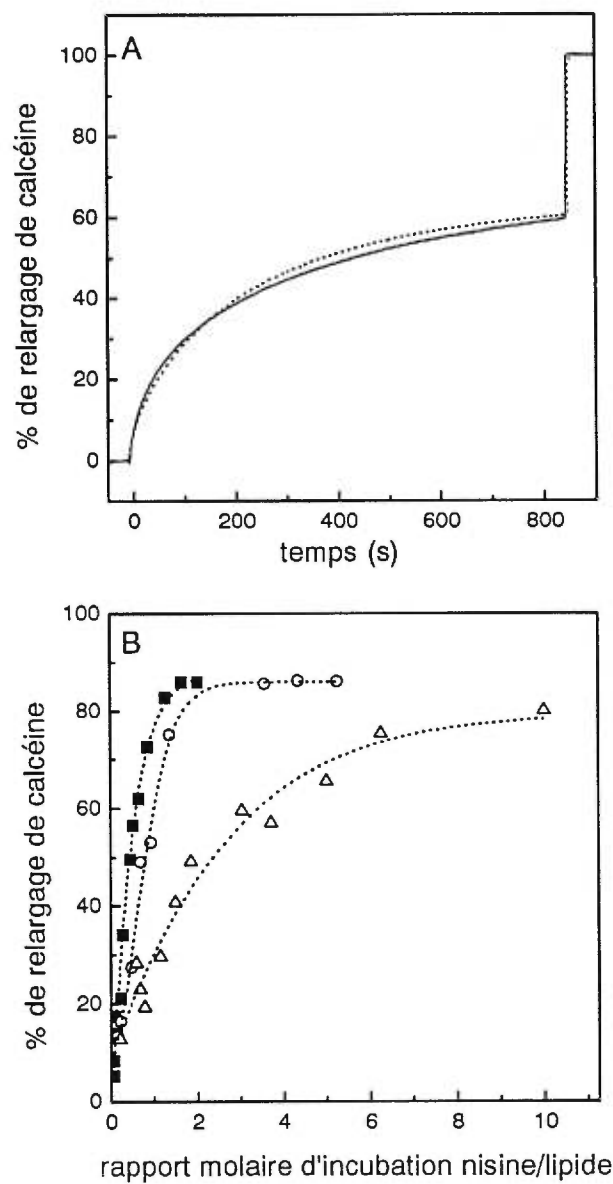 A
100
80
60
40
20
0
% de relargage de calcéine
0 200 400 600 800
temps (s)
B
100
80
60
40
20
0
% de relargage de calcéine
0 2 4 6 8 10
rapport molaire d'incubation nisine/lipide